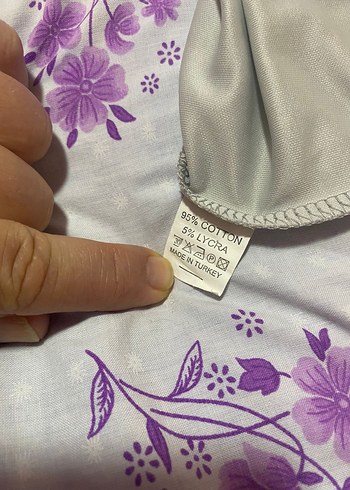 95% COTTON
5% LYCRA
MADE IN TURKEY